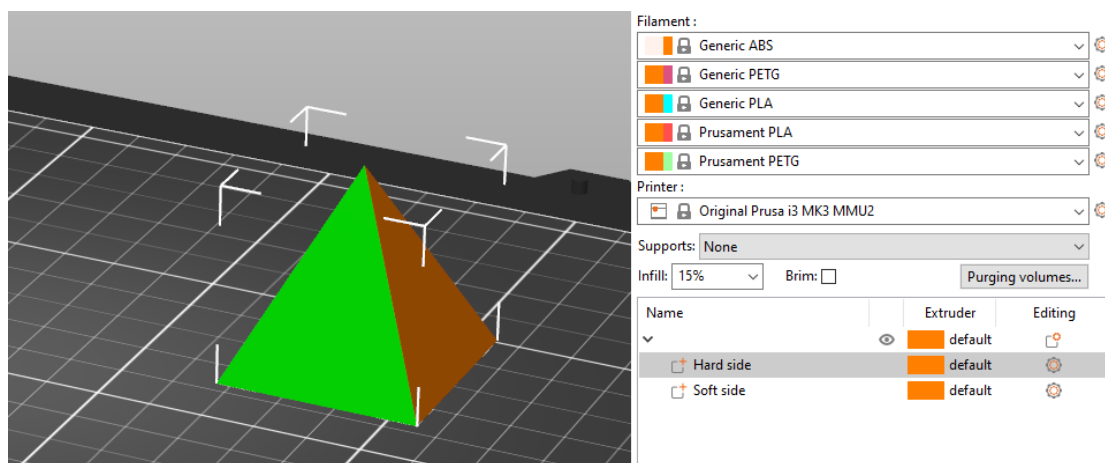 Filament :
Generic ABS
Generic PETG
Generic PLA
Prusament PLA
Prusament PETG
Printer :
Original Prusa i3 MK3 MMU2
Supports: None
Infill: 15% Brim: Purging volumes...
Name Extruder Editing
default
Hard side default
Soft side default